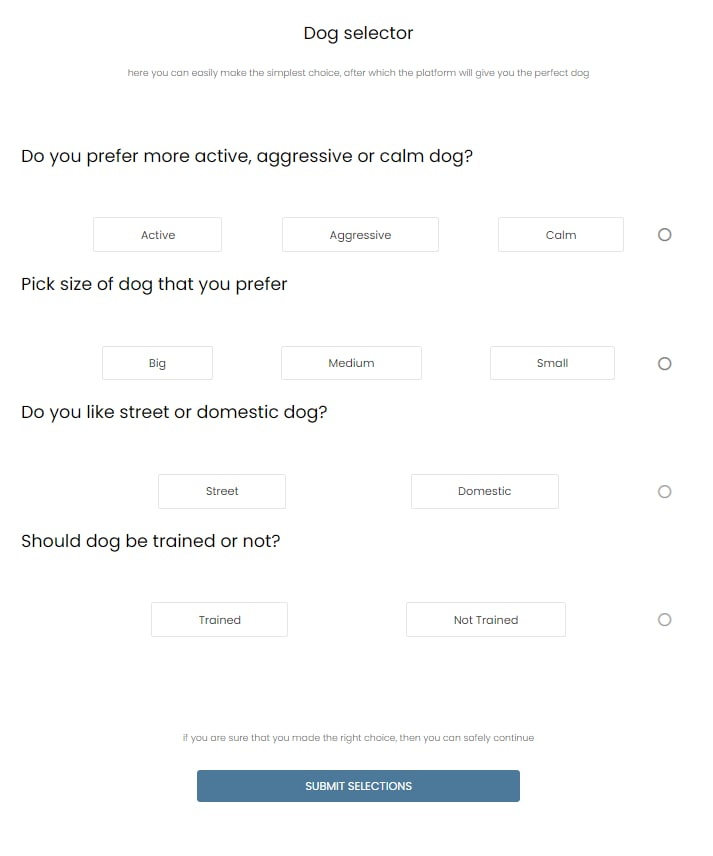 Dog selector
here you can easily make the simplest choice, after which the platform will give you the perfect dog
Do you prefer more active, aggressive or calm dog?
Active Aggressive Calm
Pick size of dog that you prefer
Big Medium Small
Do you like street or domestic dog?
Street Domestic
Should dog be trained or not?
Trained Not Trained
if you are sure that you made the right choice, then you can safely continue
SUBMIT SELECTIONS